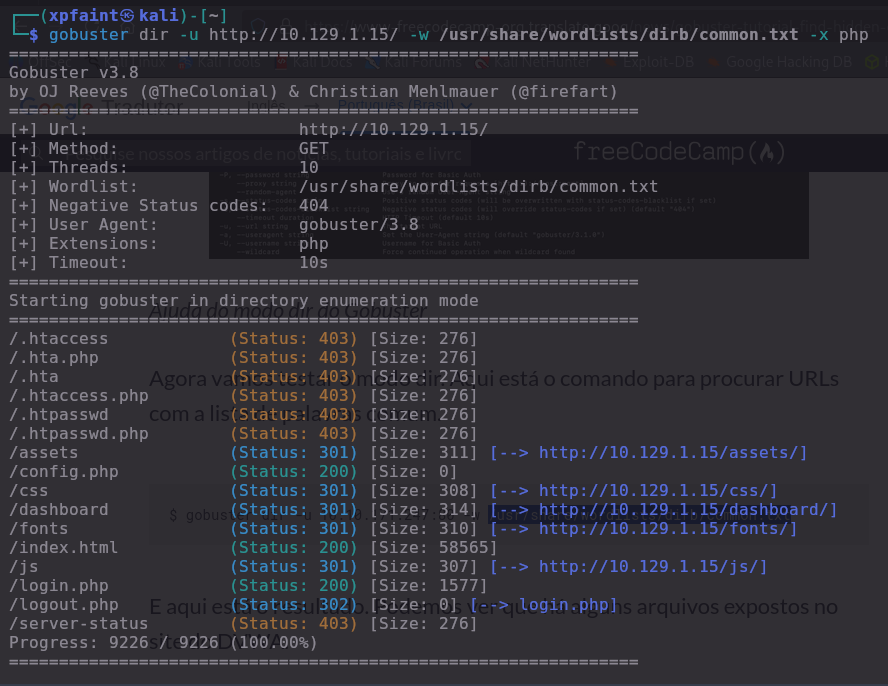 ┌──(xpfaint㉿kali)-[~]
└─$ gobuster dir -u http://10.129.1.15/ -w /usr/share/wordlists/dirb/common.txt -x php
===============================================================
Gobuster v3.8
by OJ Reeves (@TheColonial) & Christian Mehlmauer (@firefart)
===============================================================
[+] Url: http://10.129.1.15/
[+] Method: GET
[+] Threads: 10
[+] Wordlist: /usr/share/wordlists/dirb/common.txt
[+] Negative Status codes: 404
[+] User Agent: gobuster/3.8
[+] Extensions: php
[+] Timeout: 10s
===============================================================
Starting gobuster in directory enumeration mode
===============================================================
/.htaccess (Status: 403) [Size: 276]
/.hta.php (Status: 403) [Size: 276]
/.hta (Status: 403) [Size: 276]
/.htaccess.php (Status: 403) [Size: 276]
/.htpasswd (Status: 403) [Size: 276]
/.htpasswd.php (Status: 403) [Size: 276]
/assets (Status: 301) [Size: 311] [--> http://10.129.1.15/assets/]
/config.php (Status: 200) [Size: 0]
/css (Status: 301) [Size: 308] [--> http://10.129.1.15/css/]
/dashboard (Status: 301) [Size: 314] [--> http://10.129.1.15/dashboard/]
/fonts (Status: 301) [Size: 310] [--> http://10.129.1.15/fonts/]
/index.html (Status: 200) [Size: 58565]
/js (Status: 301) [Size: 307] [--> http://10.129.1.15/js/]
/login.php (Status: 200) [Size: 1577]
/logout.php (Status: 302) [Size: 0] [--> login.php]
/server-status (Status: 403) [Size: 276]
Progress: 9226 / 9226 (100.00%)
===============================================================
freeCodeCamp
Ajuda do modo dir do Gobuster